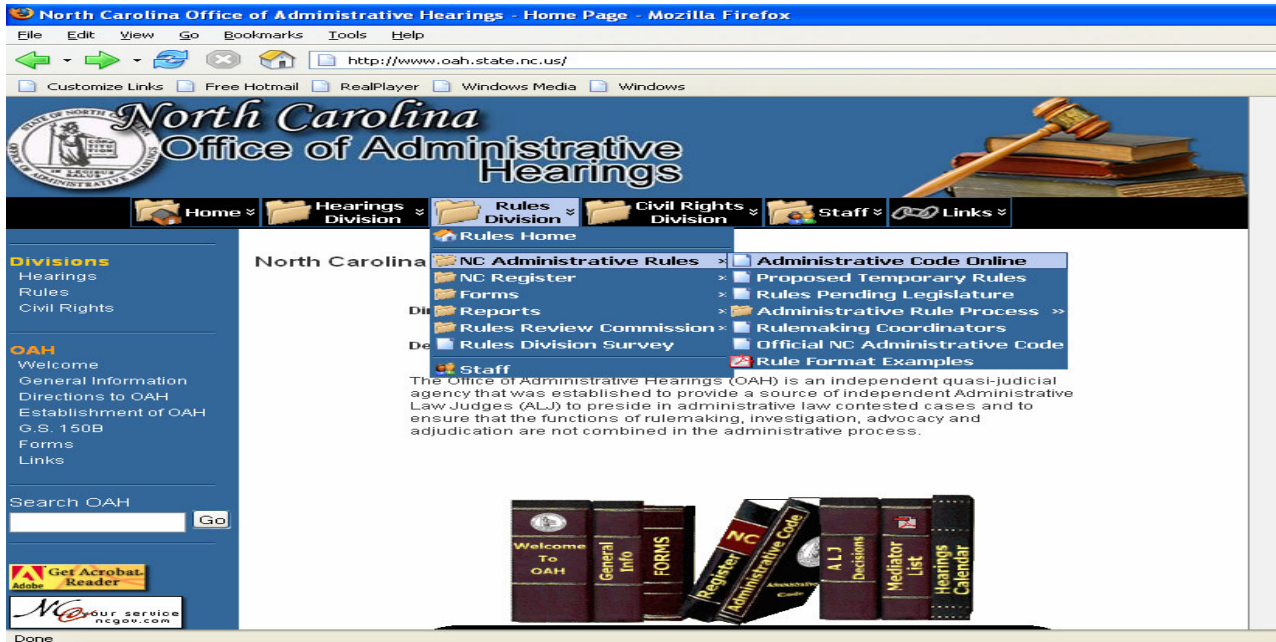 North Carolina Office of Administrative Hearings - Home Page - Mozilla Firefox
File Edit View Go Bookmarks Tools Help
http://www.oah.state.nc.us/
Customize Links Free Hotmail RealPlayer Windows Media Windows
STATE OF NORTH
OFFICE OF ADMINISTRATIVE
North Carolina
Office of Administrative
Hearings
Home Hearings Division Rules Division Civil Rights Division Staff Links
Rules Home
NC Administrative Rules
NC Register
Forms
Reports
Rules Review Commission
Rules Division Survey
Staff
Administrative Code Online
Proposed Temporary Rules
Rules Pending Legislature
Administrative Rule Process »
Rulemaking Coordinators
Official NC Administrative Code
Rule Format Examples
Divisions
Hearings
Rules
Civil Rights
OAH
Welcome
General Information
Directions to OAH
Establishment of OAH
G.S. 150B
Forms
Links
Search OAH
Go
Get Acrobat
Reader
Adobe
NC@your service
ncgov.com
North Carolina
The Office of Administrative Hearings (OAH) is an independent quasi-judicial
agency that was established to provide a source of independent Administrative
Law Judges (ALJ) to preside in administrative law contested cases and to
ensure that the functions of rulemaking, investigation, advocacy and
adjudication are not combined in the administrative process.
Welcome
To
OAH
General
Info
FORMS
NC
Register
Administrative Code
ALJ
Decisions
Mediator
List
Hearings
Calendar
Done